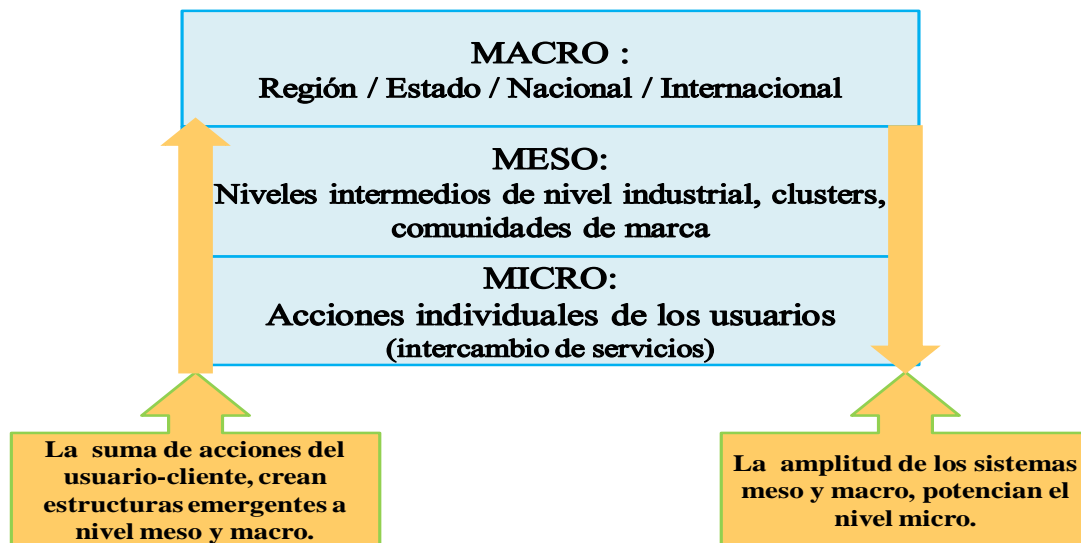 MACRO :
Región / Estado / Nacional / Internacional
MESO:
Niveles intermedios de nivel industrial, clusters,
comunidades de marca
MICRO:
Acciones individuales de los usuarios
(intercambio de servicios)
La suma de acciones del
usuario-cliente, crean
estructuras emergentes a
nivel meso y macro.
La amplitud de los sistemas
meso y macro, potencian el
nivel micro.